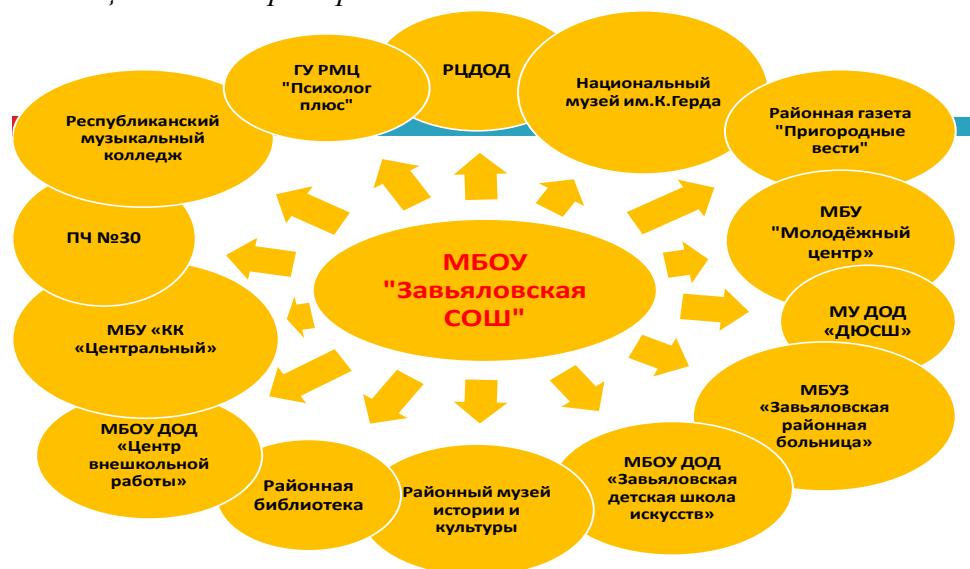 ГУ РМЦ
"Психолог
плюс"
РЦДОД
Национальный
музей им.К.Герда
Районная газета
"Пригородные
вести"
Республиканский
музыкальный
колледж
МБУ
"Молодёжный
центр»
ПЧ №30
МБОУ
"Завьяловская
СОШ"
МУ ДОД
«ДЮСШ»
МБУ «КК
«Центральный»
МБУЗ
«Завьяловская
районная
больница»
МБОУ ДОД
«Центр
внешкольной
работы»
Районная
библиотека
Районный музей
истории и
культуры
МБОУ ДОД
«Завьяловская
детская школа
искусств»